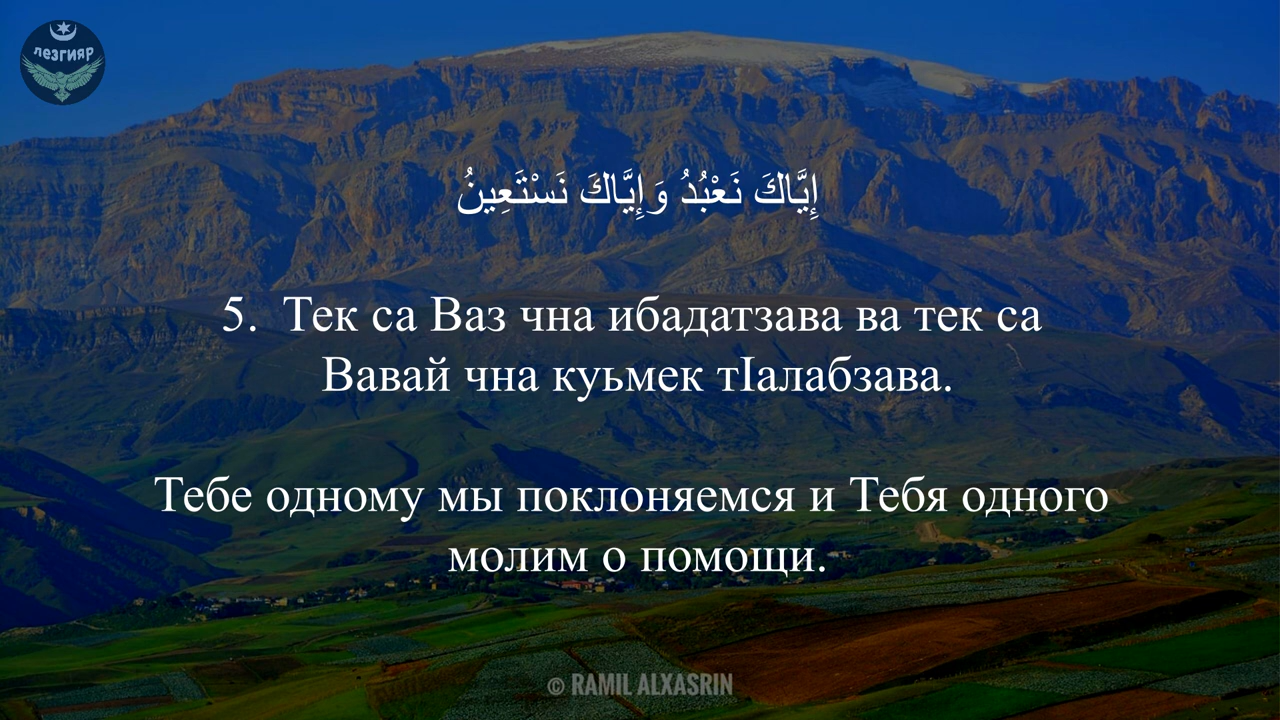 лезгияр
إِيَّاكَ نَعْبُدُ وَإِيَّاكَ نَسْتَعِينُ
5. Тек са Ваз чна ибадатзава ва тек са
Вавай чна куьмек тIалабзава.
Тебе одному мы поклоняемся и Тебя одного
молим о помощи.
© RAMIL ALXASRIN